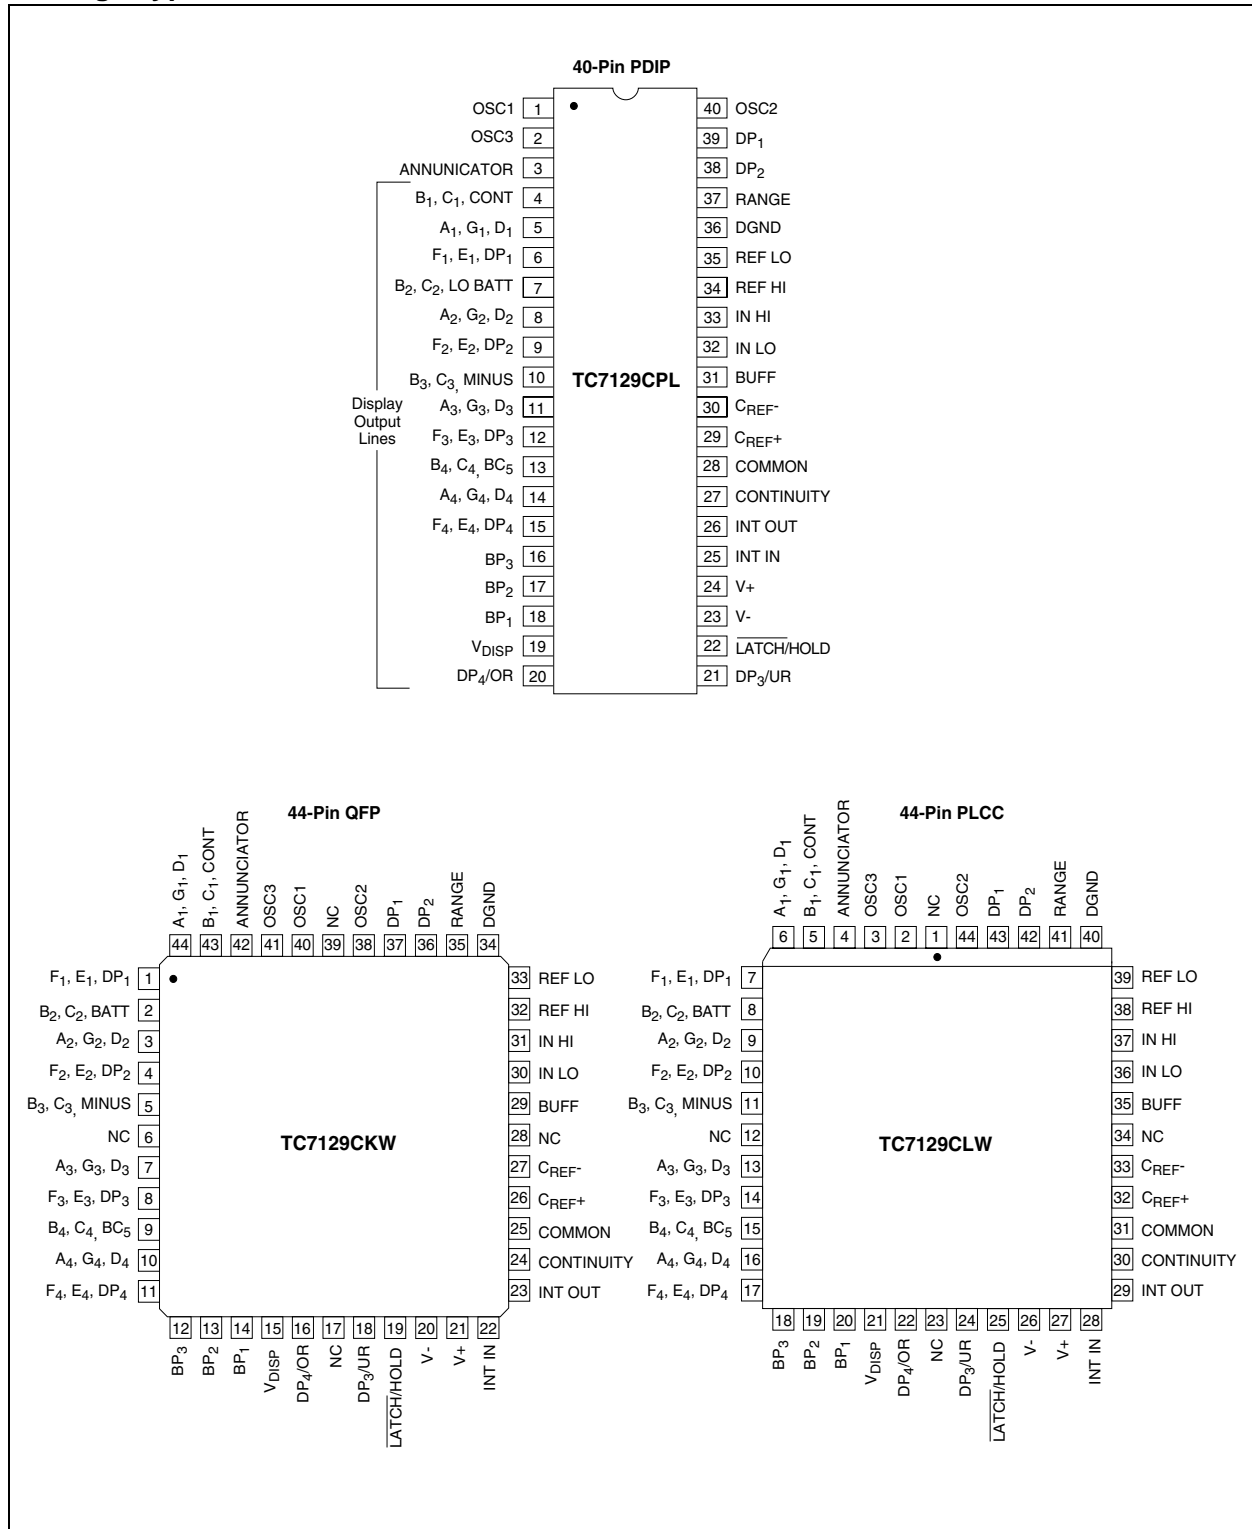 40-Pin PDIP
OSC1 1
OSC3 2
ANNUNICATOR 3
B1, C1, CONT 4
A1, G1, D1 5
F1, E1, DP1 6
B2, C2, LO BATT 7
A2, G2, D2 8
F2, E2, DP2 9
B3, C3, MINUS 10
A3, G3, D3 11
F3, E3, DP3 12
B4, C4, BC5 13
A4, G4, D4 14
F4, E4, DP4 15
BP3 16
BP2 17
BP1 18
VDISP 19
DP4/OR 20
Display
Output
Lines
TC7129CPL
40 OSC2
39 DP1
38 DP2
37 RANGE
36 DGND
35 REF LO
34 REF HI
33 IN HI
32 IN LO
31 BUFF
30 CREF-
29 CREF+
28 COMMON
27 CONTINUITY
26 INT OUT
25 INT IN
24 V+
23 V-
22 LATCH/HOLD
21 DP3/UR
44-Pin QFP
A1, G1, D1 44
B1, C1, CONT 43
ANNUNCIATOR 42
OSC3 41
OSC1 40
NC 39
OSC2 38
DP1 37
DP2 36
RANGE 35
DGND 34
F1, E1, DP1 1
B2, C2, BATT 2
A2, G2, D2 3
F2, E2, DP2 4
B3, C3, MINUS 5
NC 6
A3, G3, D3 7
F3, E3, DP3 8
B4, C4, BC5 9
A4, G4, D4 10
F4, E4, DP4 11
TC7129CKW
33 REF LO
32 REF HI
31 IN HI
30 IN LO
29 BUFF
28 NC
27 CREF-
26 CREF+
25 COMMON
24 CONTINUITY
23 INT OUT
12 BP3
13 BP2
14 BP1
15 VDISP
16 DP4/OR
17 NC
18 DP3/UR
19 LATCH/HOLD
20 V-
21 V+
22 INT IN
44-Pin PLCC
A1, G1, D1 6
B1, C1, CONT 5
ANNUNCIATOR 4
OSC3 3
OSC1 2
NC 1
OSC2 44
DP1 43
DP2 42
RANGE 41
DGND 40
F1, E1, DP1 7
B2, C2, BATT 8
A2, G2, D2 9
F2, E2, DP2 10
B3, C3, MINUS 11
NC 12
A3, G3, D3 13
F3, E3, DP3 14
B4, C4, BC5 15
A4, G4, D4 16
F4, E4, DP4 17
TC7129CLW
39 REF LO
38 REF HI
37 IN HI
36 IN LO
35 BUFF
34 NC
33 CREF-
32 CREF+
31 COMMON
30 CONTINUITY
29 INT OUT
18 BP3
19 BP2
20 BP1
21 VDISP
22 DP4/OR
23 NC
24 DP3/UR
25 LATCH/HOLD
26 V-
27 V+
28 INT IN